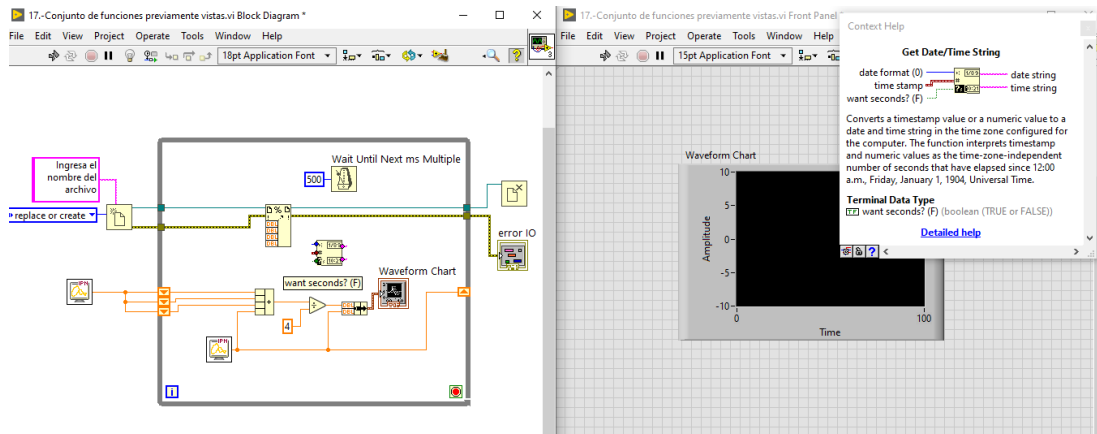 17.-Conjunto de funciones previamente vistas.vi Block Diagram *
File Edit View Project Operate Tools Window Help
18pt Application Font
3
Ingresa el
nombre del
archivo
replace or create
Wait Until Next ms Multiple
500
error IO
want seconds? (F)
Waveform Chart
4
i
17.-Conjunto de funciones previamente vistas.vi Front Panel
File Edit View Project Operate Tools Window Help
15pt Application Font
Waveform Chart
Amplitude
10-
0-
-5-
-10-
0
100
Time
Context Help
Get Date/Time String
date format (0)
time stamp
want seconds? (F)
date string
time string
Converts a timestamp value or a numeric value to a
date and time string in the time zone configured for
the computer. The function interprets timestamp
and numeric values as the time-zone-independent
number of seconds that have elapsed since 12:00
a.m., Friday, January 1, 1904, Universal Time.
Terminal Data Type
TF want seconds? (F) (boolean (TRUE or FALSE))
Detailed help